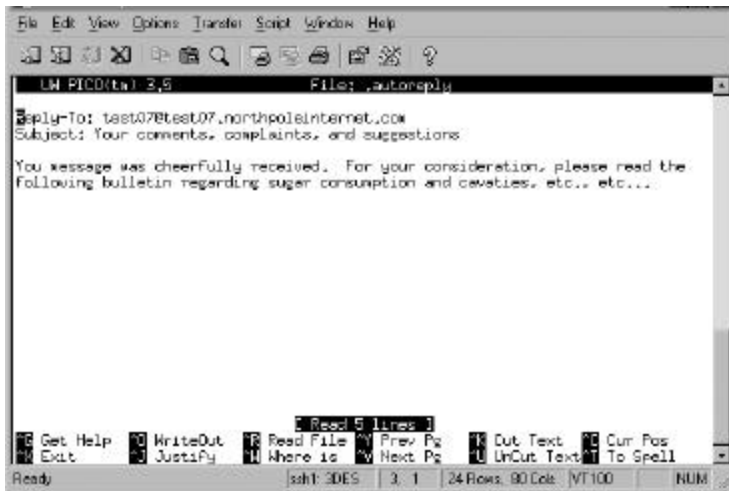 File Edit View Options Transfer Script Window Help
UW PICO(tm) 3.5 File: .autoreply
Reply-To: test07@test07.northpoleinternet.com
Subject: Your comments, complaints, and suggestions
You message was cheerfully received. For your consideration, please read the
following bulletin regarding sugar consumption and cavaties, etc., etc...
[ Read 5 lines ]
^G Get Help ^O WriteOut ^R Read File ^Y Prev Pg ^K Cut Text ^C Cur Pos
^X Exit ^J Justify ^W Where is ^V Next Pg ^U UnCut Text ^T To Spell
Ready ssh1: 3DES 3, 1 24 Rows, 80 Cols VT100 NUM